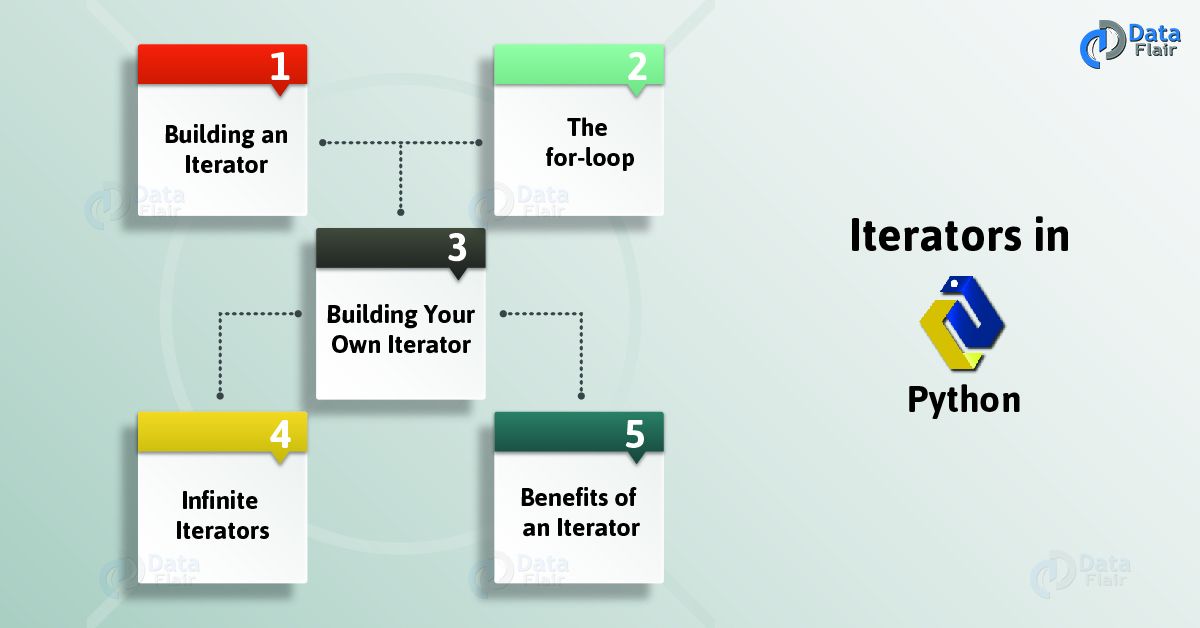 Data
Flair
1
Building an
Iterator
2
The
for-loop
3
Building Your
Own Iterator
4
Infinite
Iterators
5
Benefits of
an Iterator
Iterators in
Python
Data
Flair
Data
Flair
Data
Flair
Data
Flair
Data
Flair